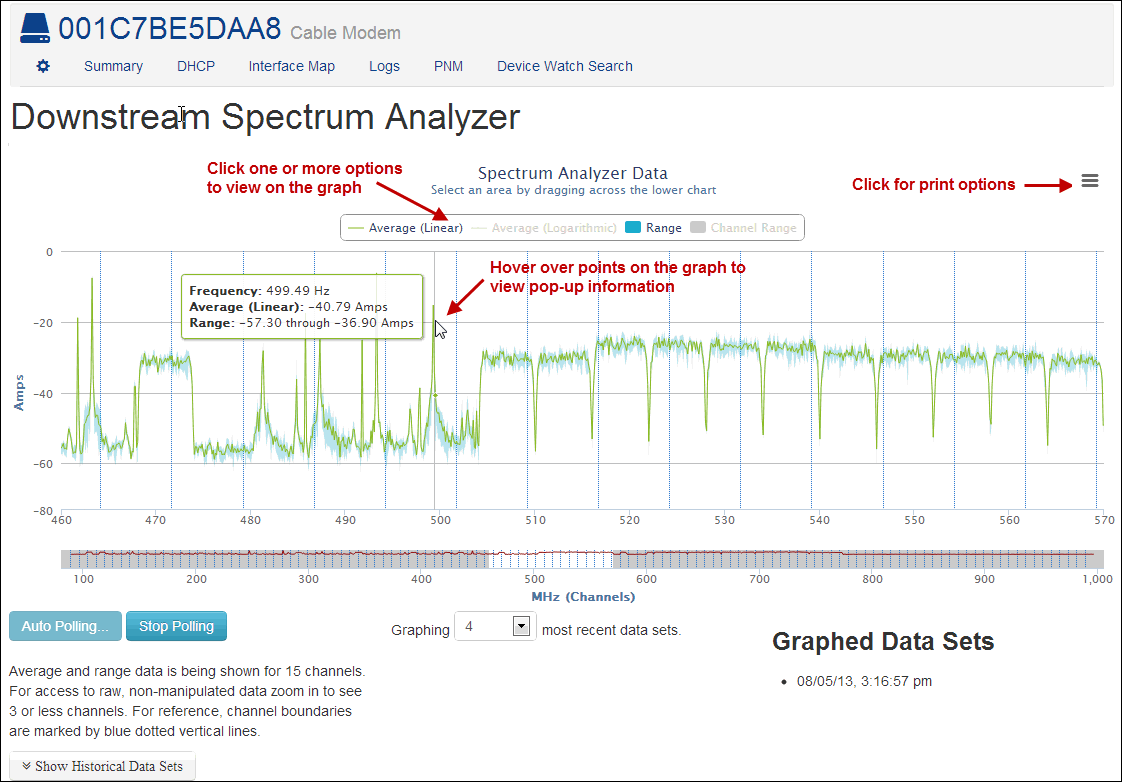 001C7BE5DAA8 Cable Modem
Summary DHCP Interface Map Logs PNM Device Watch Search
Downstream Spectrum Analyzer
Click one or more options
to view on the graph
Spectrum Analyzer Data
Select an area by dragging across the lower chart
Click for print options
Average (Linear) Average (Logarithmic) Range Channel Range
Hover over points on the graph to
view pop-up information
Frequency: 499.49 Hz
Average (Linear): -40.79 Amps
Range: -57.30 through -36.90 Amps
Amps
0
-20
-40
-60
-80
460 470 480 490 500 510 520 530 540 550 560 570
100 200 300 400 500 600 700 800 900 1,000
MHz (Channels)
Auto Polling... Stop Polling
Graphing 4 most recent data sets.
Graphed Data Sets
08/05/13, 3:16:57 pm
Average and range data is being shown for 15 channels.
For access to raw, non-manipulated data zoom in to see
3 or less channels. For reference, channel boundaries
are marked by blue dotted vertical lines.
Show Historical Data Sets